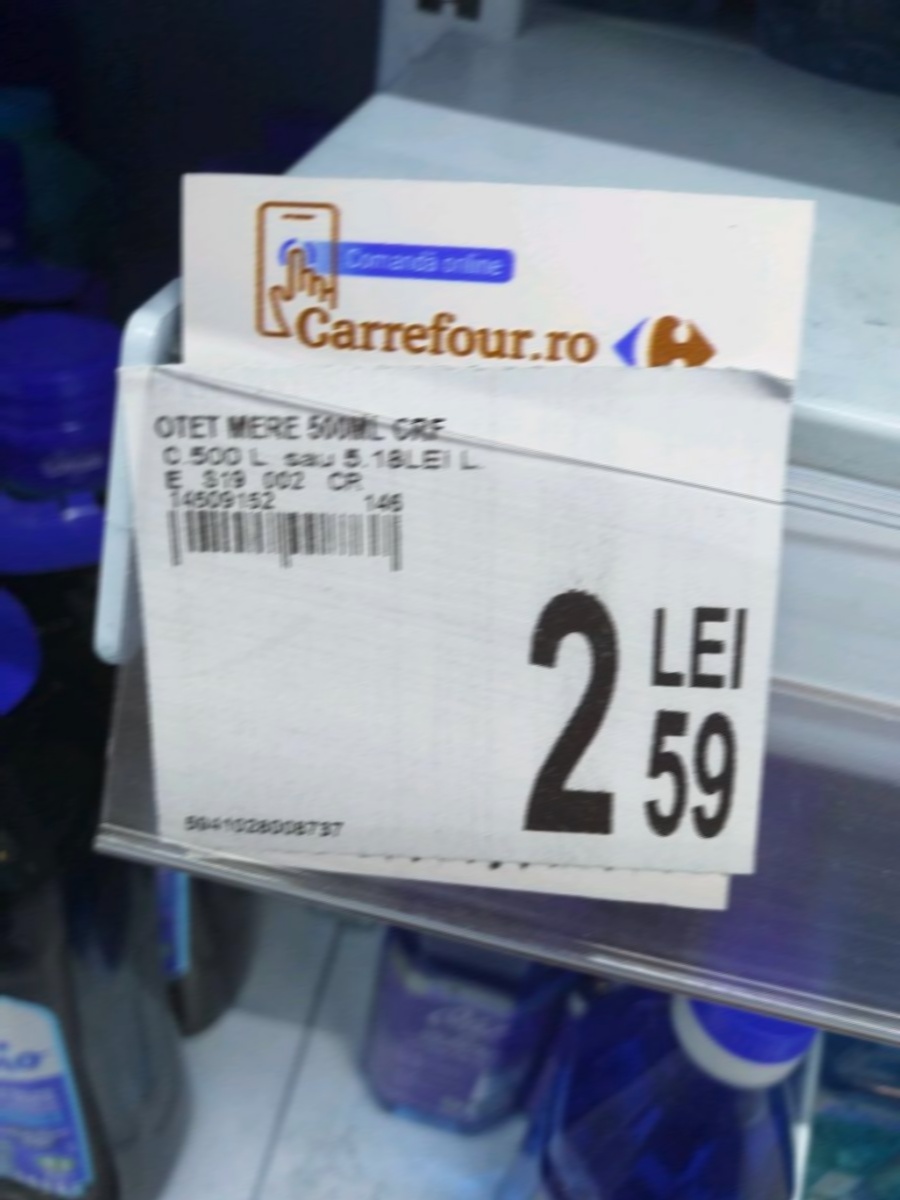 Comandă online
Carrefour.ro
OTET MERE 500ML CRF
0.500 L. sau 5.18LEI L.
E S19 002 CR
14509152 146
2 LEI
59
5941028008737